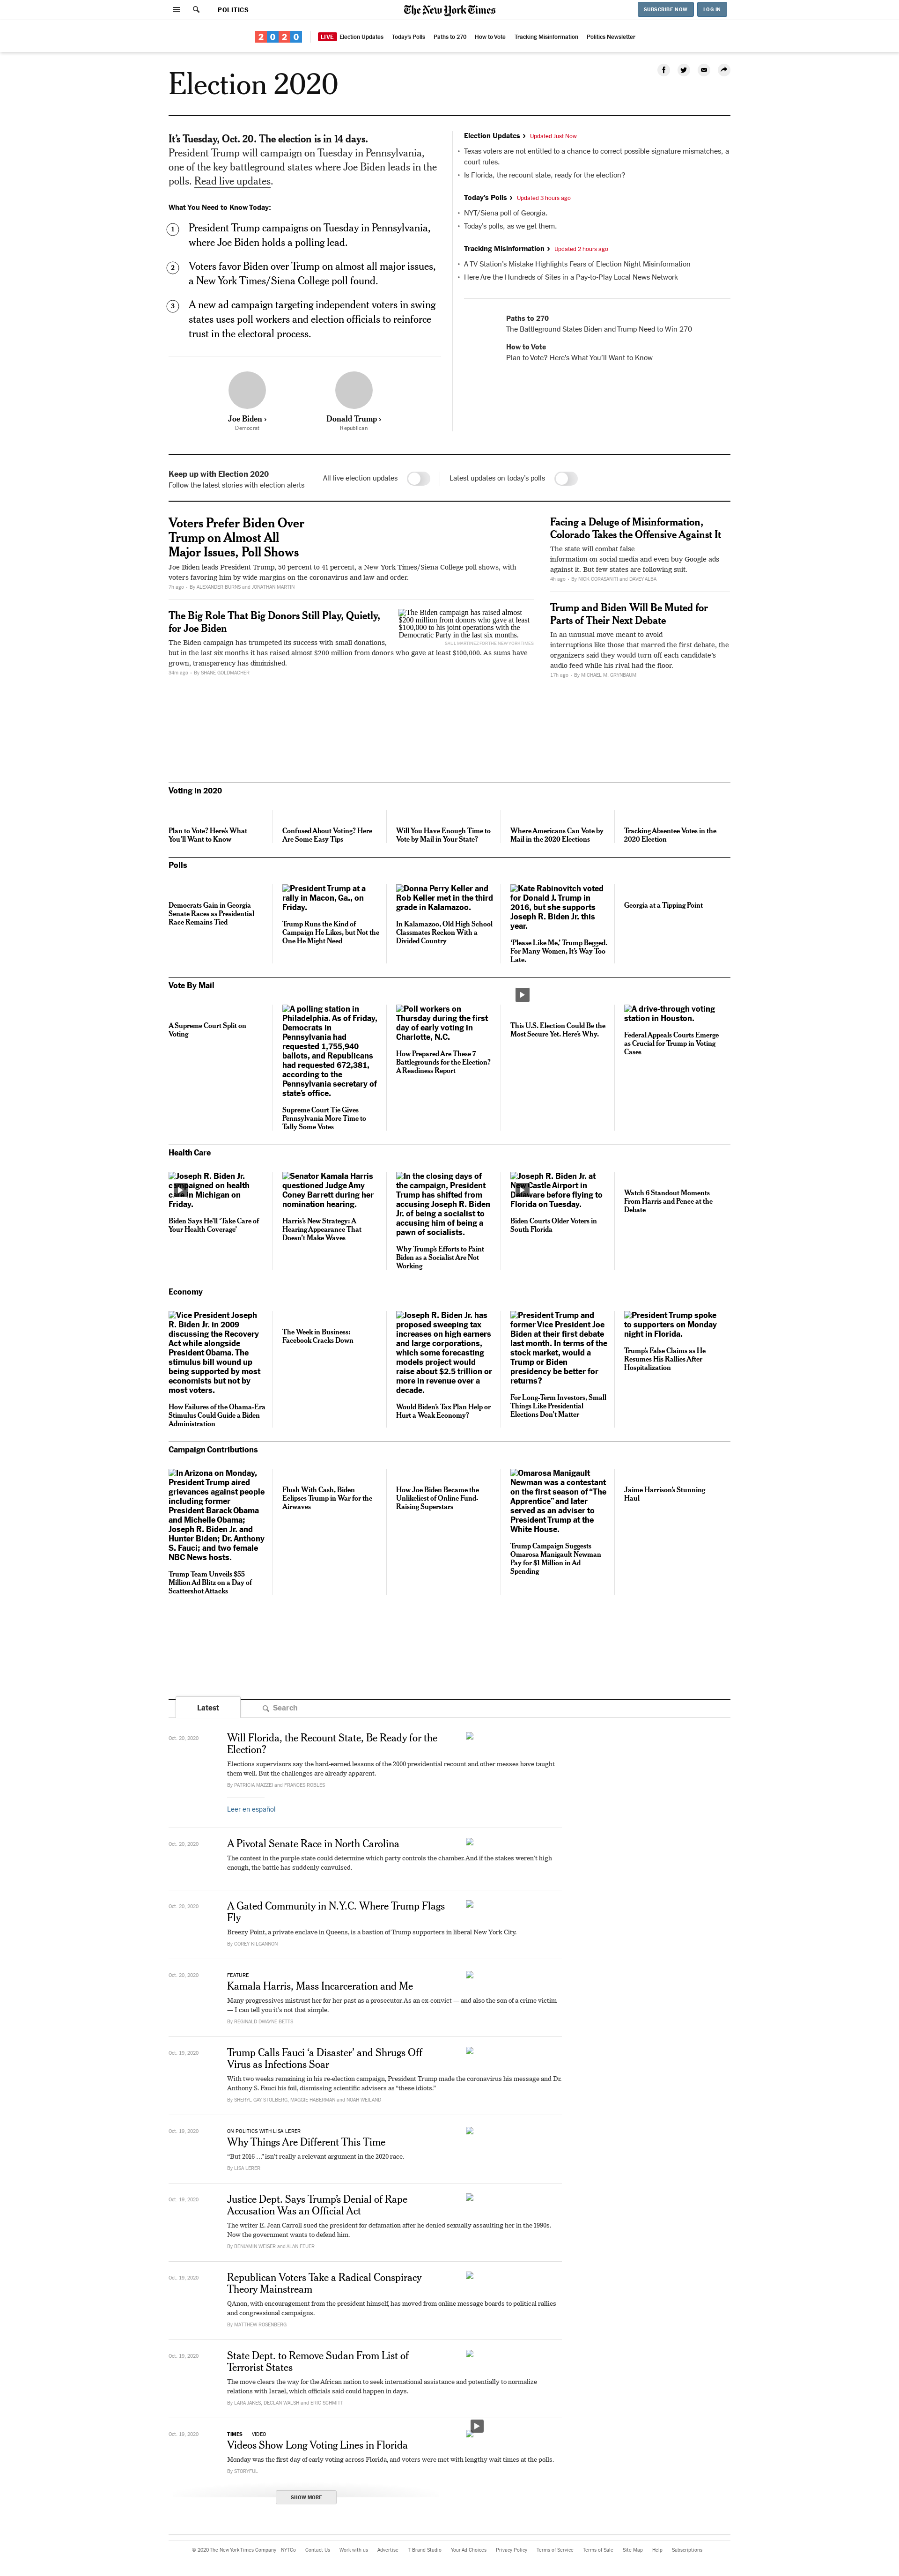 POLITICS
The New York Times
SUBSCRIBE NOW
LOG IN
2020
LIVE Election Updates
Today's Polls
Paths to 270
How to Vote
Tracking Misinformation
Politics Newsletter
Election 2020
It's Tuesday, Oct. 20. The election is in 14 days.
President Trump will campaign on Tuesday in Pennsylvania,
one of the key battleground states where Joe Biden leads in the
polls. Read live updates.
What You Need to Know Today:
1 President Trump campaigns on Tuesday in Pennsylvania,
where Joe Biden holds a polling lead.
2 Voters favor Biden over Trump on almost all major issues,
a New York Times/Siena College poll found.
3 A new ad campaign targeting independent voters in swing
states uses poll workers and election officials to reinforce
trust in the electoral process.
Joe Biden ›
Democrat
Donald Trump ›
Republican
Election Updates › Updated Just Now
• Texas voters are not entitled to a chance to correct possible signature mismatches, a
court rules.
• Is Florida, the recount state, ready for the election?
Today's Polls › Updated 3 hours ago
• NYT/Siena poll of Georgia.
• Today's polls, as we get them.
Tracking Misinformation › Updated 2 hours ago
• A TV Station's Mistake Highlights Fears of Election Night Misinformation
• Here Are the Hundreds of Sites in a Pay-to-Play Local News Network
Paths to 270
The Battleground States Biden and Trump Need to Win 270
How to Vote
Plan to Vote? Here's What You'll Want to Know
Keep up with Election 2020
Follow the latest stories with election alerts
All live election updates
Latest updates on today's polls
Voters Prefer Biden Over
Trump on Almost All
Major Issues, Poll Shows
Joe Biden leads President Trump, 50 percent to 41 percent, a New York Times/Siena College poll shows, with
voters favoring him by wide margins on the coronavirus and law and order.
7h ago - By ALEXANDER BURNS and JONATHAN MARTIN
The Big Role That Big Donors Still Play, Quietly,
for Joe Biden
The Biden campaign has trumpeted its success with small donations,
but in the last six months it has raised almost $200 million from donors who gave at least $100,000. As sums have
grown, transparency has diminished.
34m ago - By SHANE GOLDMACHER
The Biden campaign has raised almost
$200 million from donors who gave at least
$100,000 to his joint operations with the
Democratic Party in the last six months.
SAUL MARTINEZ FOR THE NEW YORK TIMES
Facing a Deluge of Misinformation,
Colorado Takes the Offensive Against It
The state will combat false
information on social media and even buy Google ads
against it. But few states are following suit.
4h ago - By NICK CORASANITI and DAVEY ALBA
Trump and Biden Will Be Muted for
Parts of Their Next Debate
In an unusual move meant to avoid
interruptions like those that marred the first debate, the
organizers said they would turn off each candidate's
audio feed while his rival had the floor.
17h ago - By MICHAEL M. GRYNBAUM
Voting in 2020
Plan to Vote? Here's What
You'll Want to Know
Confused About Voting? Here
Are Some Easy Tips
Will You Have Enough Time to
Vote by Mail in Your State?
Where Americans Can Vote by
Mail in the 2020 Elections
Tracking Absentee Votes in the
2020 Election
Polls
Democrats Gain in Georgia
Senate Races as Presidential
Race Remains Tied
President Trump at a
rally in Macon, Ga., on
Friday.
Trump Runs the Kind of
Campaign He Likes, but Not the
One He Might Need
Donna Perry Keller and
Rob Keller met in the third
grade in Kalamazoo.
In Kalamazoo, Old High School
Classmates Reckon With a
Divided Country
Kate Rabinovitch voted
for Donald J. Trump in
2016, but she supports
Joseph R. Biden Jr. this
year.
'Please Like Me,' Trump Begged.
For Many Women, It's Way Too
Late.
Georgia at a Tipping Point
Vote By Mail
A Supreme Court Split on
Voting
A polling station in
Philadelphia. As of Friday,
Democrats in
Pennsylvania had
requested 1,755,940
ballots, and Republicans
had requested 672,381,
according to the
Pennsylvania secretary of
state's office.
Supreme Court Tie Gives
Pennsylvania More Time to
Tally Some Votes
Poll workers on
Thursday during the first
day of early voting in
Charlotte, N.C.
How Prepared Are These 7
Battlegrounds for the Election?
A Readiness Report
This U.S. Election Could Be the
Most Secure Yet. Here's Why.
A drive-through voting
station in Houston.
Federal Appeals Courts Emerge
as Crucial for Trump in Voting
Cases
Health Care
Joseph R. Biden Jr.
campaigned on health
care in Michigan on
Friday.
Biden Says He'll 'Take Care of
Your Health Coverage'
Senator Kamala Harris
questioned Judge Amy
Coney Barrett during her
nomination hearing.
Harris's New Strategy: A
Hearing Appearance That
Doesn't Make Waves
In the closing days of
the campaign, President
Trump has shifted from
accusing Joseph R. Biden
Jr. of being a socialist to
accusing him of being a
pawn of socialists.
Why Trump's Efforts to Paint
Biden as a Socialist Are Not
Working
Joseph R. Biden Jr. at
New Castle Airport in
Delaware before flying to
Florida on Tuesday.
Biden Courts Older Voters in
South Florida
Watch 6 Standout Moments
From Harris and Pence at the
Debate
Economy
Vice President Joseph
R. Biden Jr. in 2009
discussing the Recovery
Act while alongside
President Obama. The
stimulus bill wound up
being supported by most
economists but not by
most voters.
How Failures of the Obama-Era
Stimulus Could Guide a Biden
Administration
The Week in Business:
Facebook Cracks Down
Joseph R. Biden Jr. has
proposed sweeping tax
increases on high earners
and large corporations,
which some forecasting
models project would
raise about $2.5 trillion or
more in revenue over a
decade.
Would Biden's Tax Plan Help or
Hurt a Weak Economy?
President Trump and
former Vice President Joe
Biden at their first debate
last month. In terms of the
stock market, would a
Trump or Biden
presidency be better for
returns?
For Long-Term Investors, Small
Things Like Presidential
Elections Don't Matter
President Trump spoke
to supporters on Monday
night in Florida.
Trump's False Claims as He
Resumes His Rallies After
Hospitalization
Campaign Contributions
In Arizona on Monday,
President Trump aired
grievances against people
including former
President Barack Obama
and Michelle Obama;
Joseph R. Biden Jr. and
Hunter Biden; Dr. Anthony
S. Fauci; and two female
NBC News hosts.
Trump Team Unveils $55
Million Ad Blitz on a Day of
Scattershot Attacks
Flush With Cash, Biden
Eclipses Trump in War for the
Airwaves
How Joe Biden Became the
Unlikeliest of Online Fund-
Raising Superstars
Omarosa Manigault
Newman was a contestant
on the first season of "The
Apprentice" and later
served as an adviser to
President Trump at the
White House.
Trump Campaign Suggests
Omarosa Manigault Newman
Pay for $1 Million in Ad
Spending
Jaime Harrison's Stunning
Haul
Latest
Search
Oct. 20, 2020
Will Florida, the Recount State, Be Ready for the
Election?
Elections supervisors say the hard-earned lessons of the 2000 presidential recount and other messes have taught
them well. But the challenges are already apparent.
By PATRICIA MAZZEI and FRANCES ROBLES
Leer en español
Oct. 20, 2020
A Pivotal Senate Race in North Carolina
The contest in the purple state could determine which party controls the chamber. And if the stakes weren't high
enough, the battle has suddenly convulsed.
Oct. 20, 2020
A Gated Community in N.Y.C. Where Trump Flags
Fly
Breezy Point, a private enclave in Queens, is a bastion of Trump supporters in liberal New York City.
By COREY KILGANNON
Oct. 20, 2020
FEATURE
Kamala Harris, Mass Incarceration and Me
Many progressives mistrust her for her past as a prosecutor. As an ex-convict — and also the son of a crime victim
— I can tell you it's not that simple.
By REGINALD DWAYNE BETTS
Oct. 19, 2020
Trump Calls Fauci 'a Disaster' and Shrugs Off
Virus as Infections Soar
With two weeks remaining in his re-election campaign, President Trump made the coronavirus his message and Dr.
Anthony S. Fauci his foil, dismissing scientific advisers as "these idiots."
By SHERYL GAY STOLBERG, MAGGIE HABERMAN and NOAH WEILAND
Oct. 19, 2020
ON POLITICS WITH LISA LERER
Why Things Are Different This Time
"But 2016 …" isn't really a relevant argument in the 2020 race.
By LISA LERER
Oct. 19, 2020
Justice Dept. Says Trump's Denial of Rape
Accusation Was an Official Act
The writer E. Jean Carroll sued the president for defamation after he denied sexually assaulting her in the 1990s.
Now the government wants to defend him.
By BENJAMIN WEISER and ALAN FEUER
Oct. 19, 2020
Republican Voters Take a Radical Conspiracy
Theory Mainstream
QAnon, with encouragement from the president himself, has moved from online message boards to political rallies
and congressional campaigns.
By MATTHEW ROSENBERG
Oct. 19, 2020
State Dept. to Remove Sudan From List of
Terrorist States
The move clears the way for the African nation to seek international assistance and potentially to normalize
relations with Israel, which officials said could happen in days.
By LARA JAKES, DECLAN WALSH and ERIC SCHMITT
Oct. 19, 2020
TIMES | VIDEO
Videos Show Long Voting Lines in Florida
Monday was the first day of early voting across Florida, and voters were met with lengthy wait times at the polls.
By STORYFUL
SHOW MORE
© 2020 The New York Times Company
NYTCo
Contact Us
Work with us
Advertise
T Brand Studio
Your Ad Choices
Privacy Policy
Terms of Service
Terms of Sale
Site Map
Help
Subscriptions